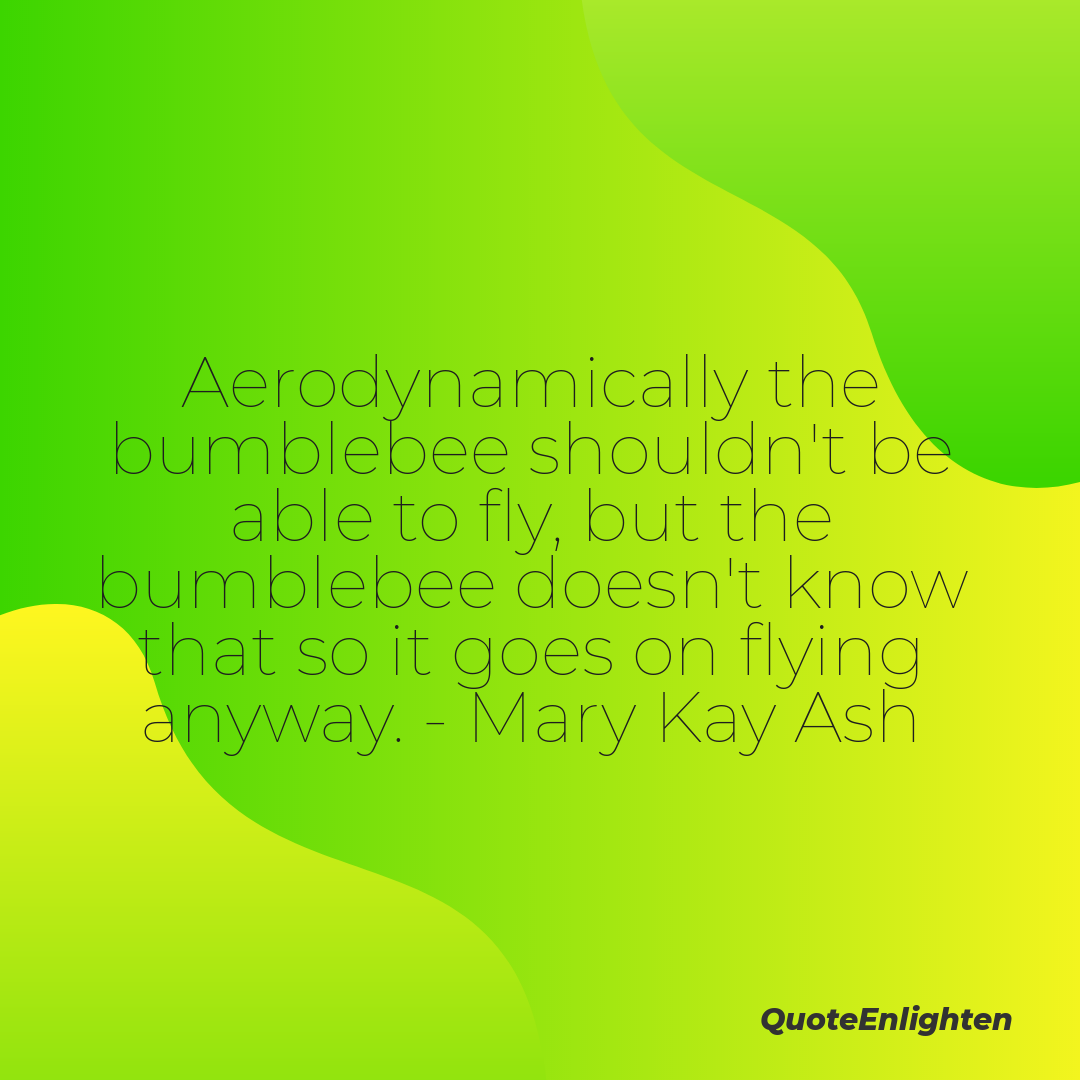 Aerodynamically the
bumblebee shouldn't be
able to fly, but the
bumblebee doesn't know
that so it goes on flying
anyway. - Mary Kay Ash
QuoteEnlighten